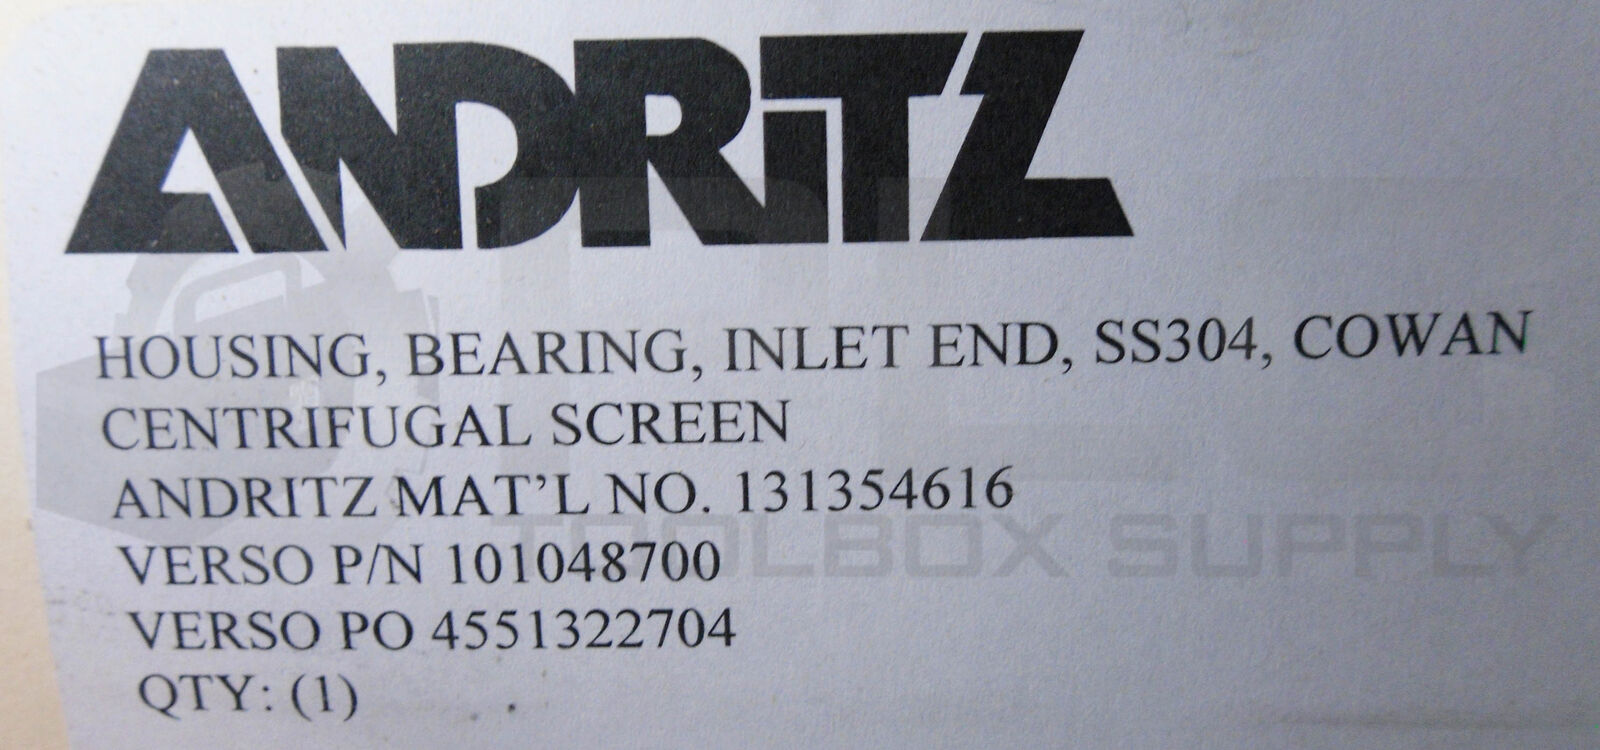 ANDRITZ
HOUSING, BEARING, INLET END, SS304, COWAN
CENTRIFUGAL SCREEN
ANDRITZ MAT'L NO. 131354616
TOOLBOX SUPPLY
VERSO P/N 101048700
VERSO PO 4551322704
QTY: (1)